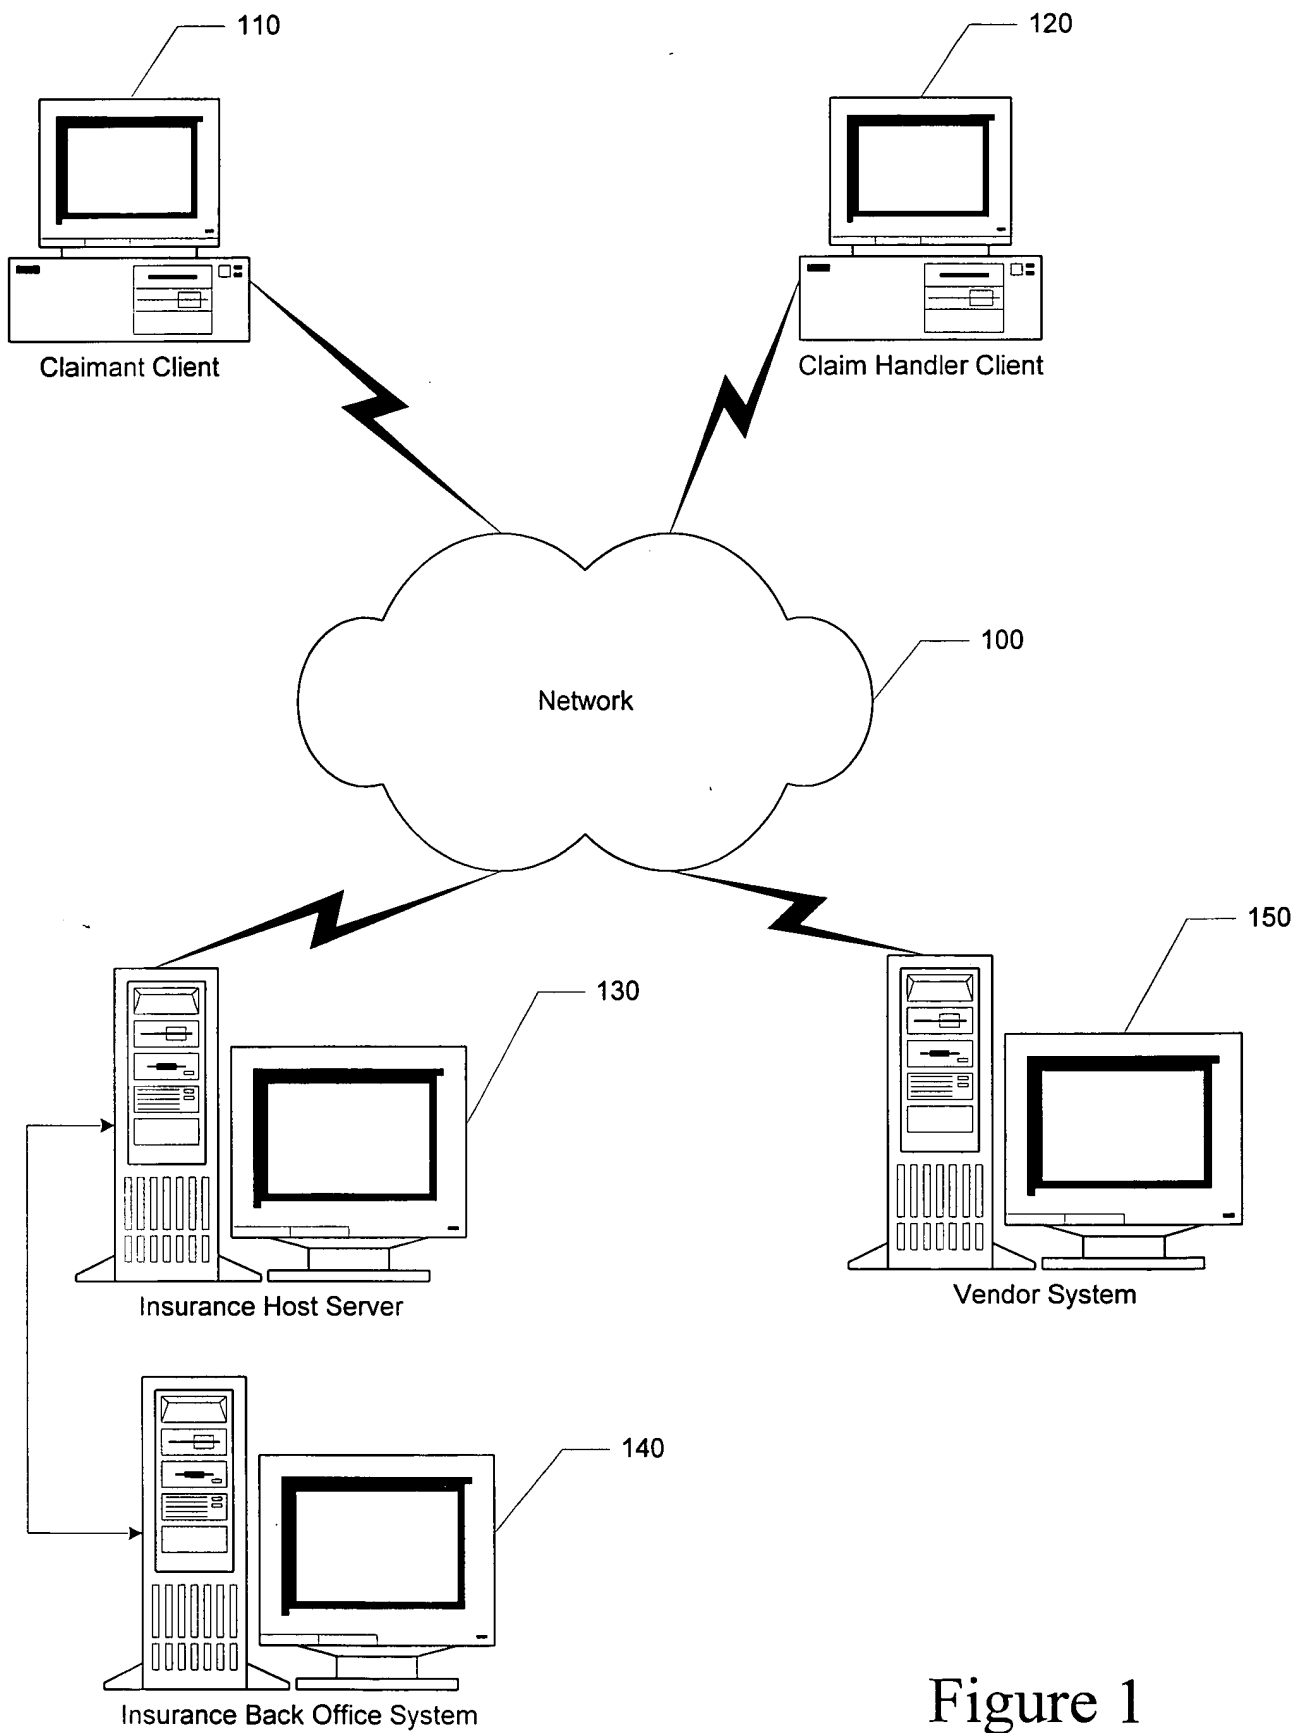 110
120
Claimant Client
Claim Handler Client
100
Network
150
130
Insurance Host Server
Vendor System
140
Insurance Back Office System
Figure 1